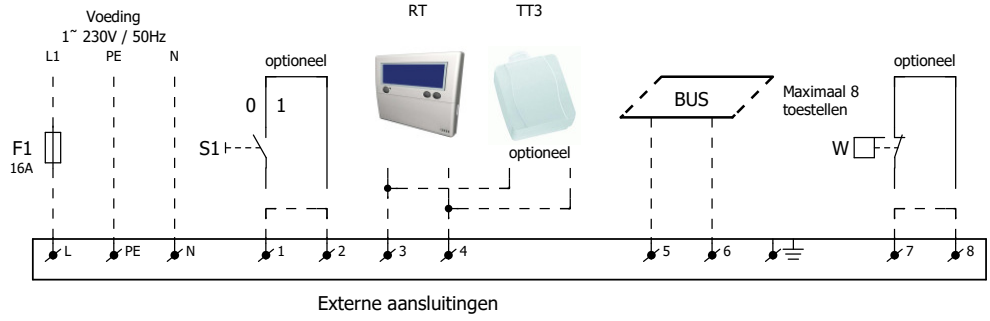 RT
TT3
Voeding
1~ 230V / 50Hz
L1
PE
N
optioneel
optioneel
0
1
BUS
Maximaal 8
toestellen
F1
16A
S1
optioneel
W
L
PE
N
1
2
3
4
5
6
7
8
Externe aansluitingen